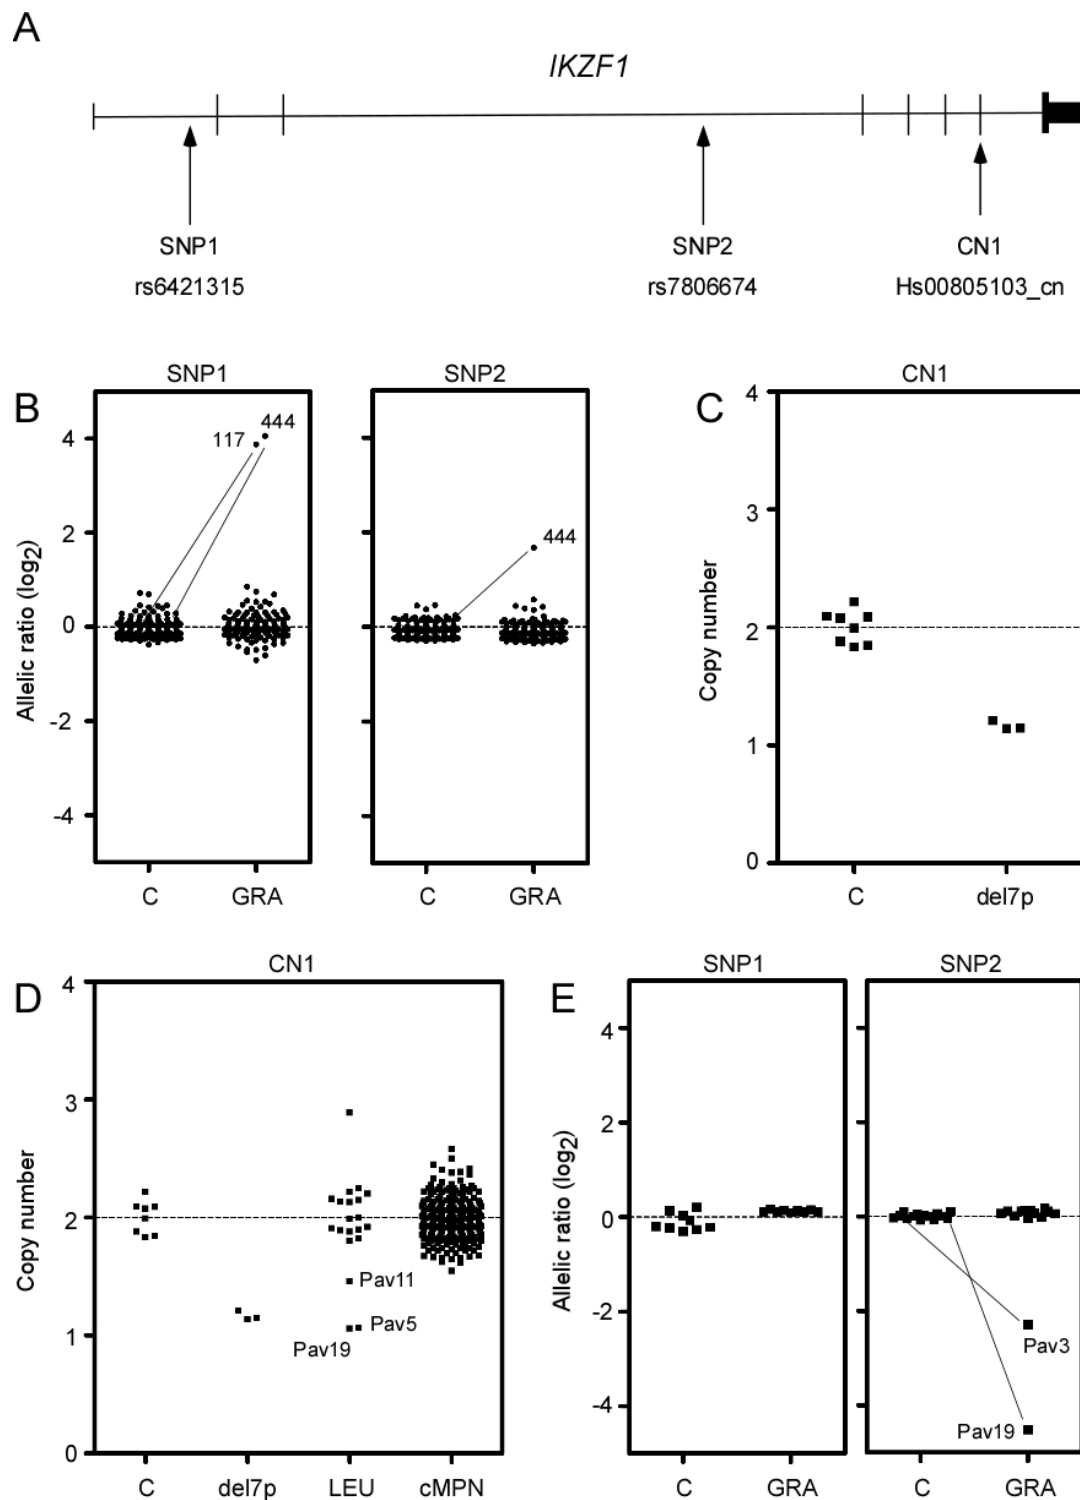 A
IKZF1
SNP1
rs6421315
SNP2
rs7806674
CN1
Hs00805103_cn
B
SNP1
SNP2
Allelic ratio (log2)
4
2
0
-2
-4
117
444
444
C
GRA
C
GRA
C
CN1
Copy number
4
3
2
1
0
C
del7p
D
CN1
Copy number
4
3
2
1
0
Pav11
Pav5
Pav19
C
del7p
LEU
cMPN
E
SNP1
SNP2
Allelic ratio (log2)
4
2
0
-2
-4
Pav3
Pav19
C
GRA
C
GRA